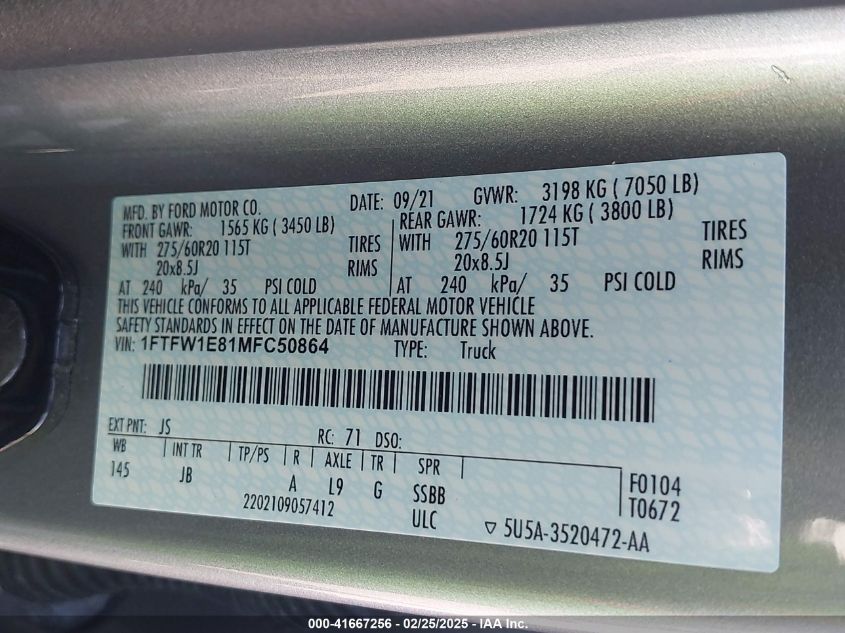 MFD. BY FORD MOTOR CO. DATE: 09/21 GVWR: 3198 KG ( 7050 LB)
FRONT GAWR: 1565 KG ( 3450 LB) REAR GAWR: 1724 KG ( 3800 LB)
WITH 275/60R20 115T TIRES WITH 275/60R20 115T TIRES
20x8.5J RIMS 20x8.5J RIMS
AT 240 kPa/ 35 PSI COLD AT 240 kPa/ 35 PSI COLD
THIS VEHICLE CONFORMS TO ALL APPLICABLE FEDERAL MOTOR VEHICLE
SAFETY STANDARDS IN EFFECT ON THE DATE OF MANUFACTURE SHOWN ABOVE.
VIN: 1FTFW1E81MFC50864 TYPE: Truck
EXT PNT: JS RC: 71 DSO:
WB INT TR TP/PS R AXLE TR SPR
145 JB A L9 G SSBB F0104
2202109057412 ULC T0672
5U5A-3520472-AA
000-41667256 - 02/25/2025 - IAA Inc.